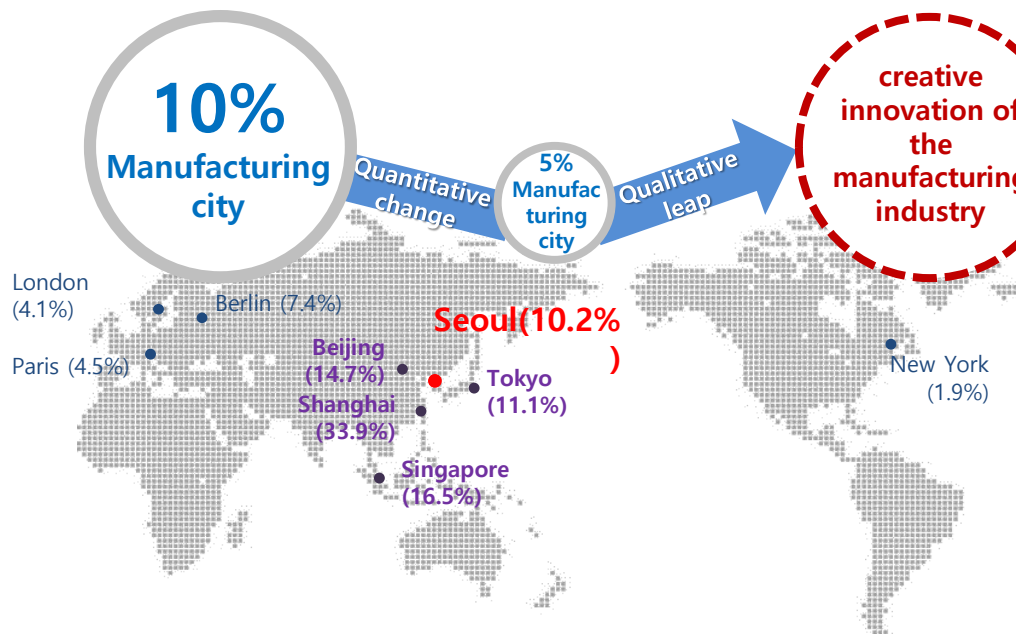 10%
Manufacturing
city
Quantitative
change
5%
Manufac
turing
city
Qualitative
leap
creative
innovation of
the
manufacturing
industry
London
(4.1%)
Berlin (7.4%)
Paris (4.5%)
Seoul(10.2%
)
Beijing
(14.7%)
Tokyo
(11.1%)
Shanghai
(33.9%)
Singapore
(16.5%)
New York
(1.9%)